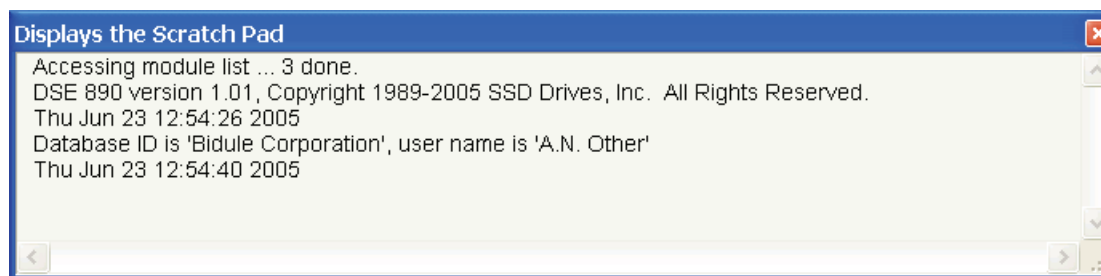 Displays the Scratch Pad
Accessing module list ... 3 done.
DSE 890 version 1.01, Copyright 1989-2005 SSD Drives, Inc.  All Rights Reserved.
Thu Jun 23 12:54:26 2005
Database ID is 'Bidule Corporation', user name is 'A.N. Other'
Thu Jun 23 12:54:40 2005